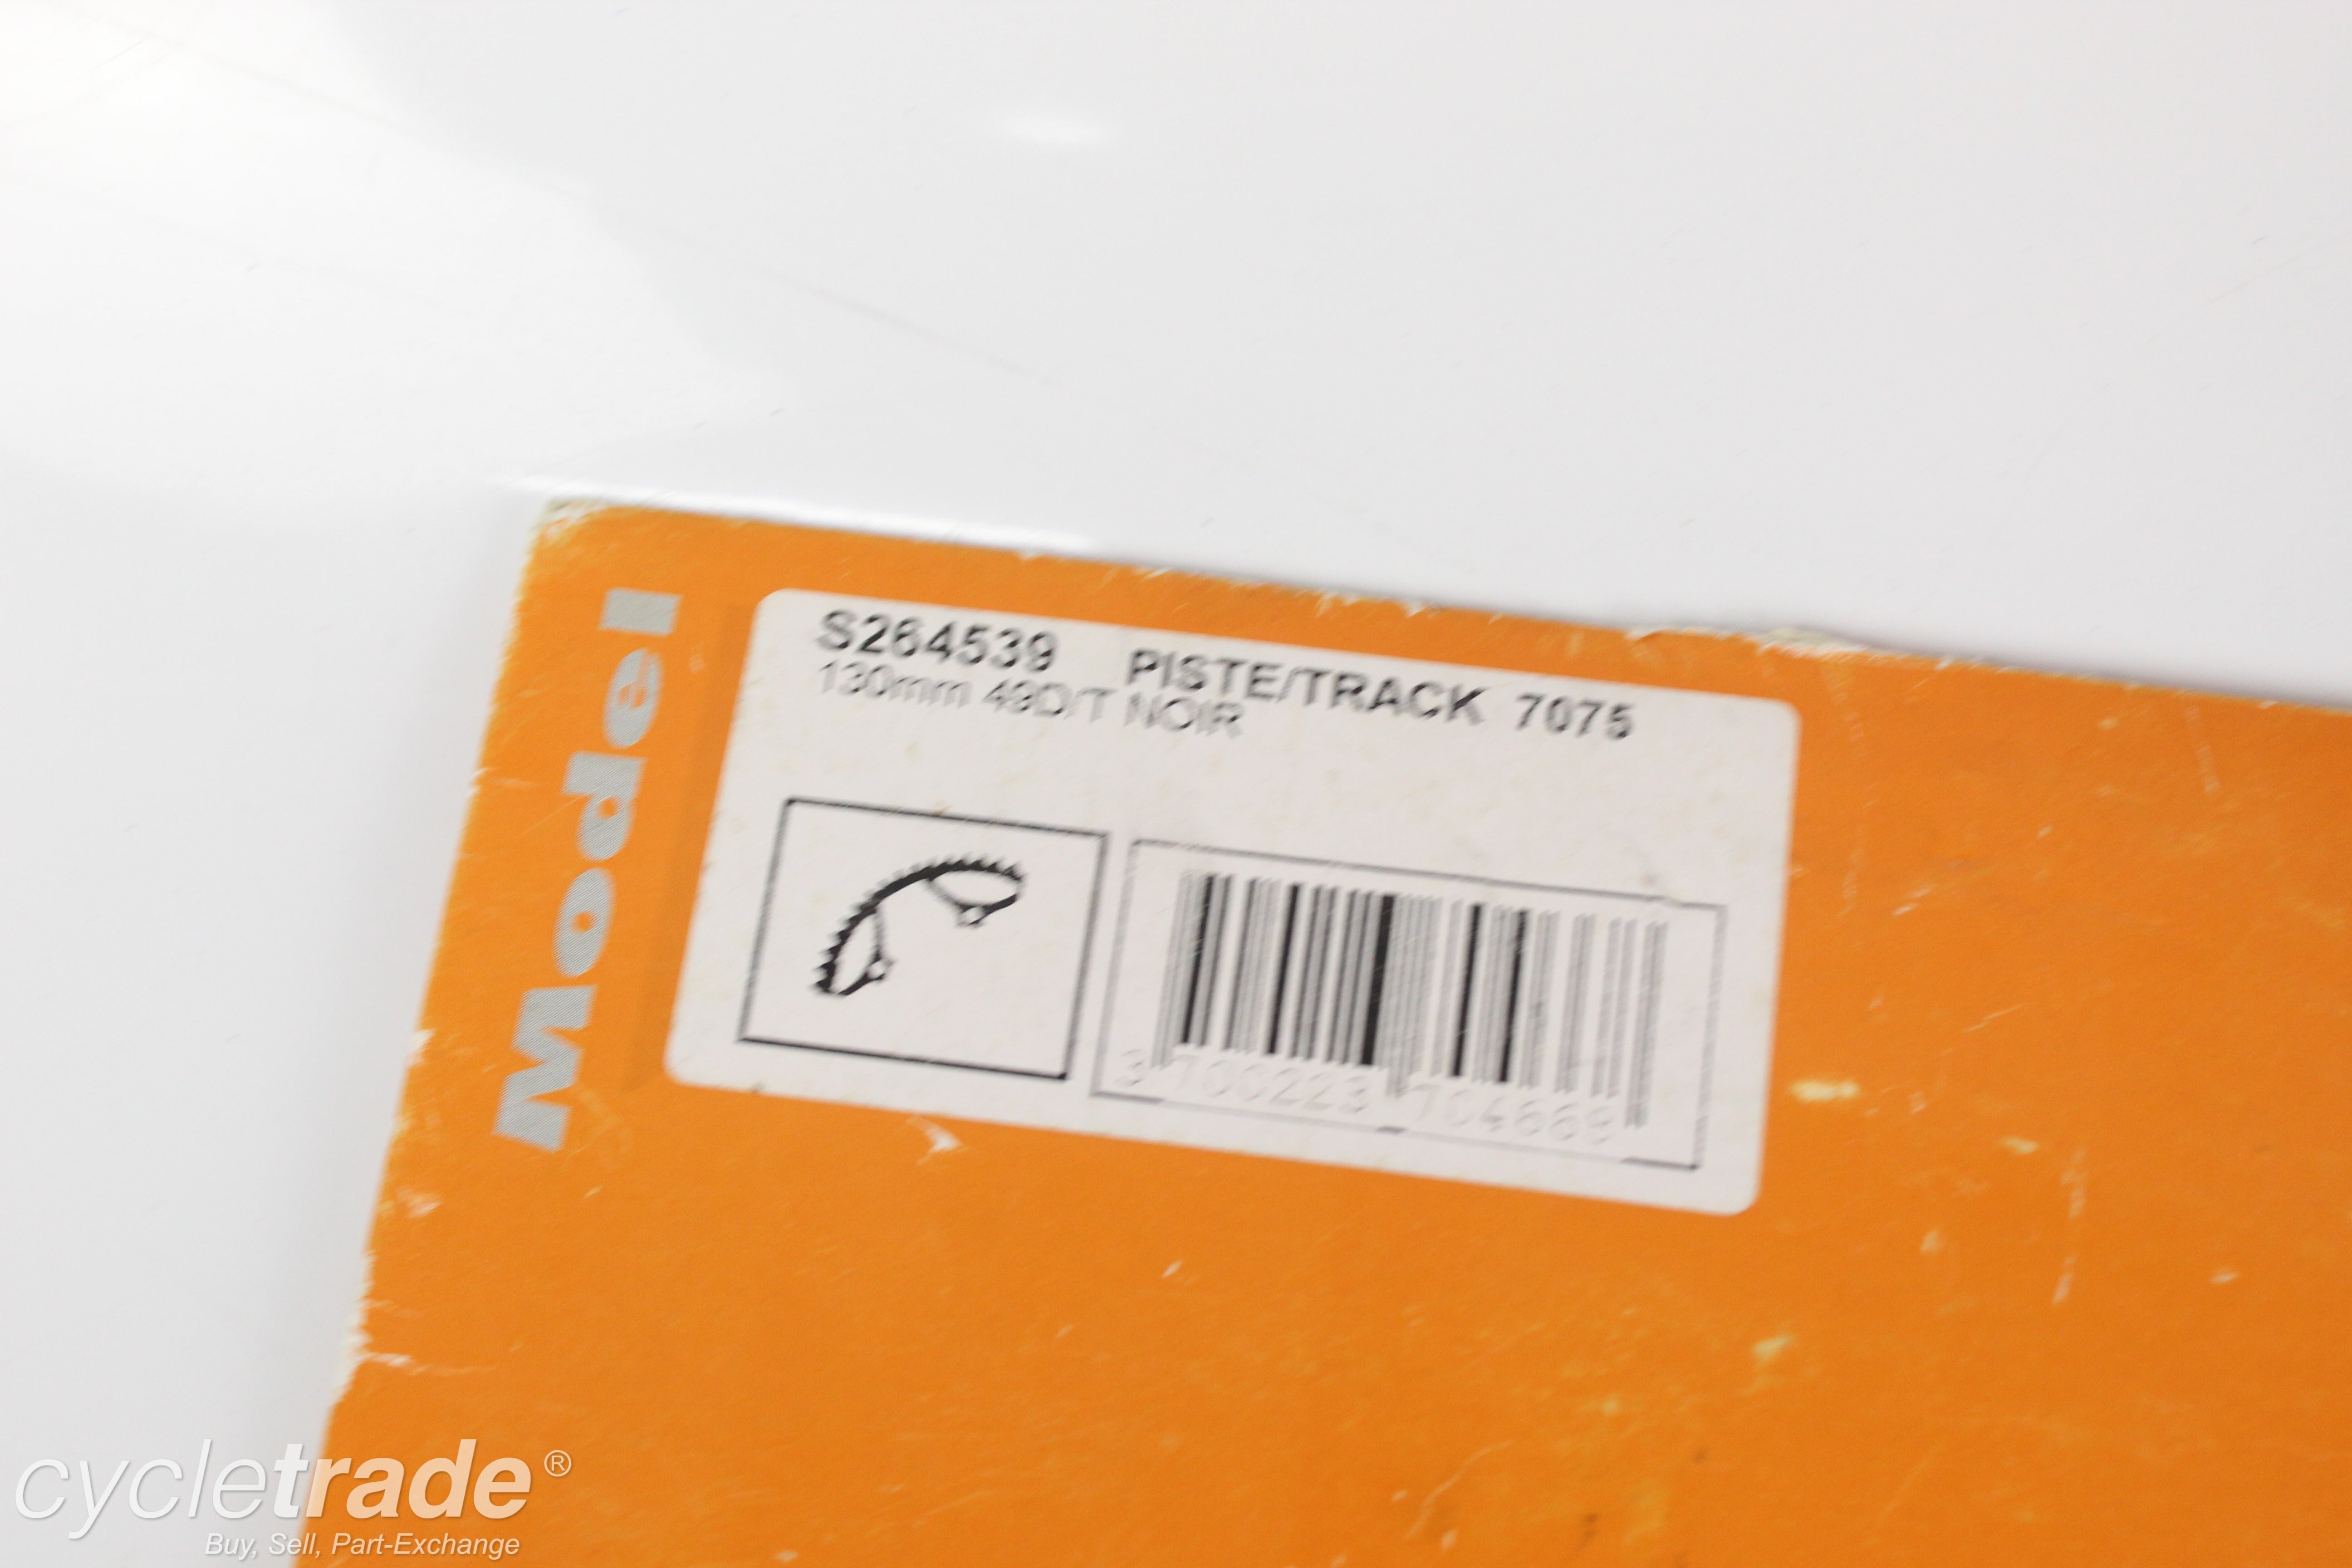 Model
S264539 PISTE/TRACK 7075
130mm 49D/T NOIR
cycletrade®
Buy, Sell, Part-Exchange